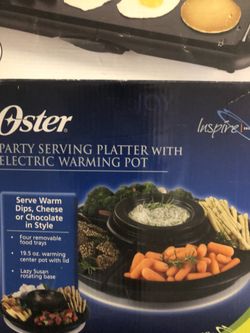 Oster®
Inspire
PARTY SERVING PLATTER WITH
ELECTRIC WARMING POT
Serve Warm
Dips, Cheese
or Chocolate
in Style
• Four removable
food trays
• 19.5 oz. warming
center pot with lid
• Lazy Susan
rotating base